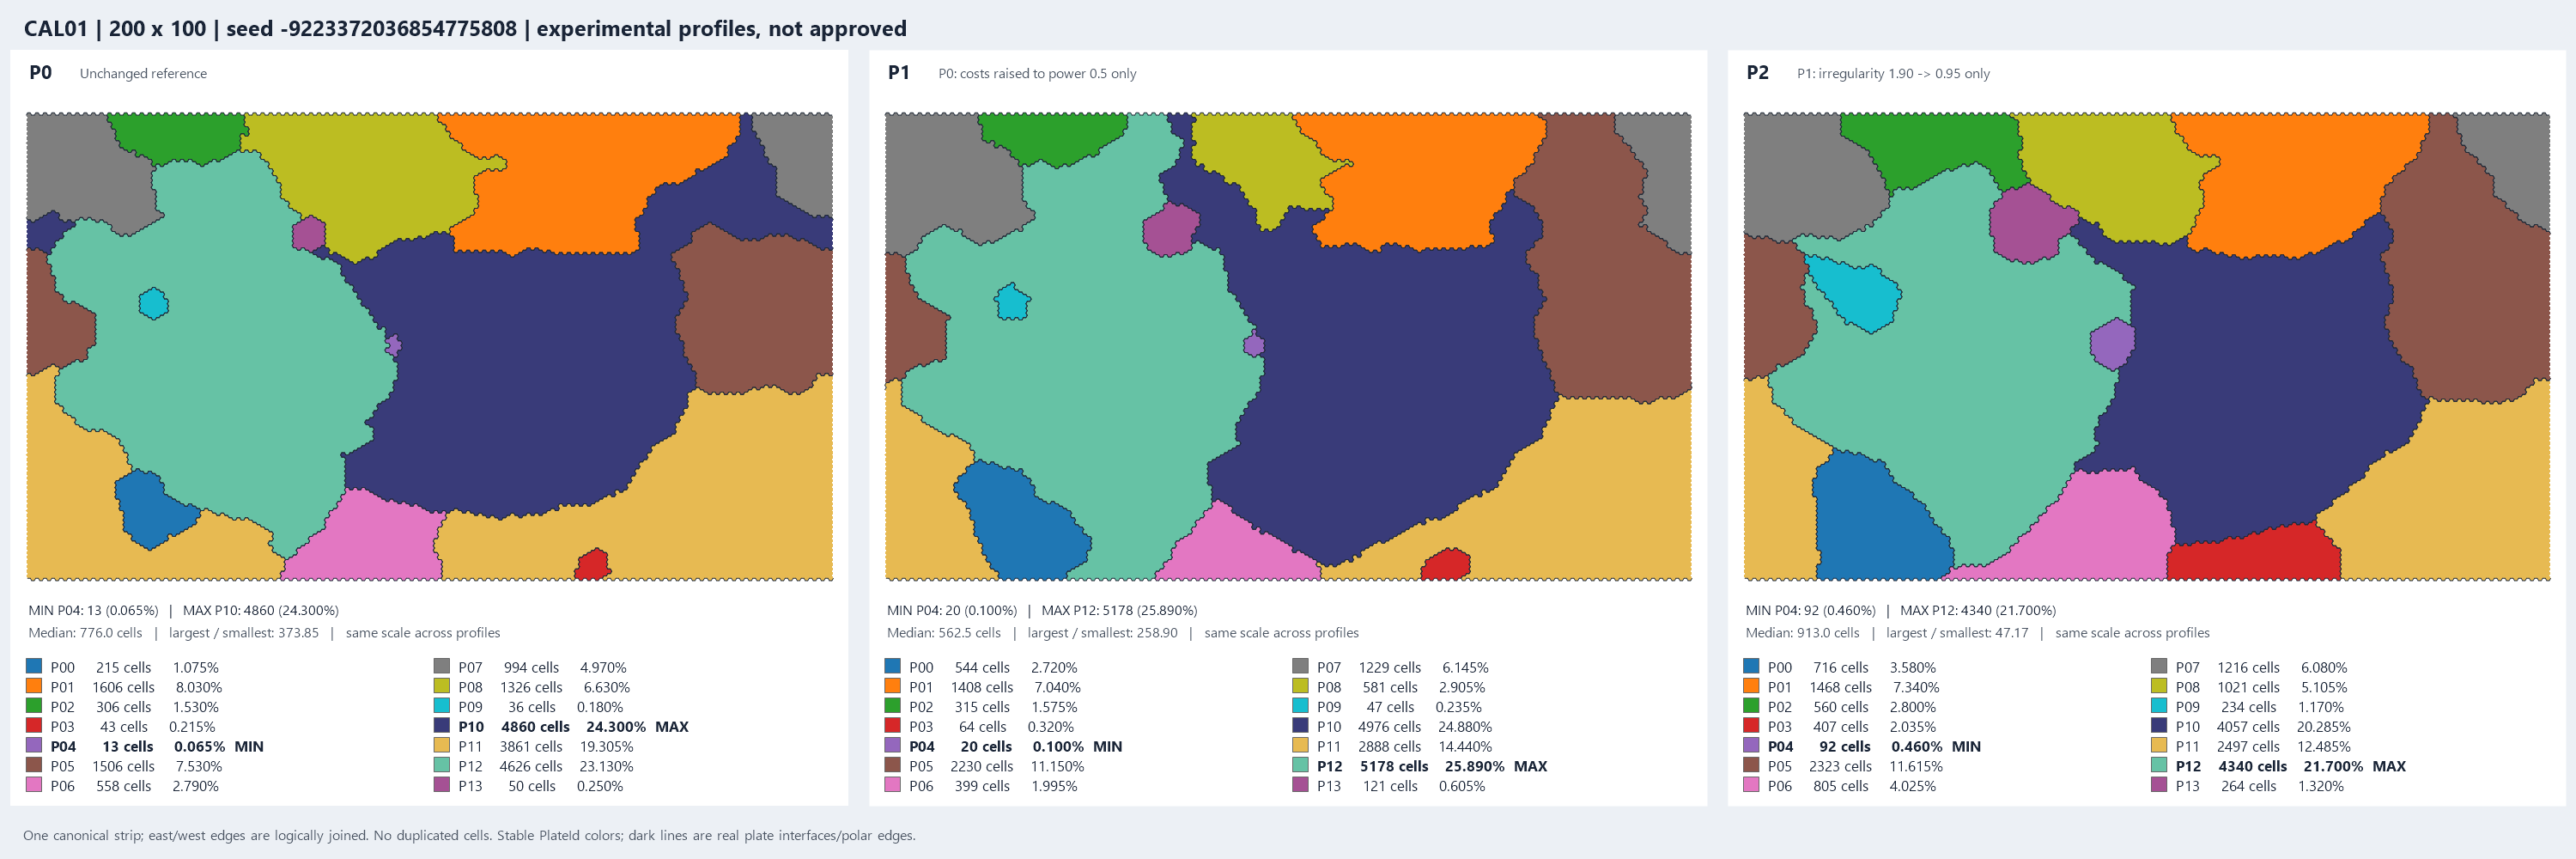 CAL01 | 200 x 100 | seed -9223372036854775808 | experimental profiles, not approved
P0 Unchanged reference
MIN P04: 13 (0.065%) | MAX P10: 4860 (24.300%)
Median: 776.0 cells | largest / smallest: 373.85 | same scale across profiles
P00 215 cells 1.075%
P01 1606 cells 8.030%
P02 306 cells 1.530%
P03 43 cells 0.215%
P04 13 cells 0.065% MIN
P05 1506 cells 7.530%
P06 558 cells 2.790%
P07 994 cells 4.970%
P08 1326 cells 6.630%
P09 36 cells 0.180%
P10 4860 cells 24.300% MAX
P11 3861 cells 19.305%
P12 4626 cells 23.130%
P13 50 cells 0.250%
P1 P0: costs raised to power 0.5 only
MIN P04: 20 (0.100%) | MAX P12: 5178 (25.890%)
Median: 562.5 cells | largest / smallest: 258.90 | same scale across profiles
P00 544 cells 2.720%
P01 1408 cells 7.040%
P02 315 cells 1.575%
P03 64 cells 0.320%
P04 20 cells 0.100% MIN
P05 2230 cells 11.150%
P06 399 cells 1.995%
P07 1229 cells 6.145%
P08 581 cells 2.905%
P09 47 cells 0.235%
P10 4976 cells 24.880%
P11 2888 cells 14.440%
P12 5178 cells 25.890% MAX
P13 121 cells 0.605%
P2 P1: irregularity 1.90 -> 0.95 only
MIN P04: 92 (0.460%) | MAX P12: 4340 (21.700%)
Median: 913.0 cells | largest / smallest: 47.17 | same scale across profiles
P00 716 cells 3.580%
P01 1468 cells 7.340%
P02 560 cells 2.800%
P03 407 cells 2.035%
P04 92 cells 0.460% MIN
P05 2323 cells 11.615%
P06 805 cells 4.025%
P07 1216 cells 6.080%
P08 1021 cells 5.105%
P09 234 cells 1.170%
P10 4057 cells 20.285%
P11 2497 cells 12.485%
P12 4340 cells 21.700% MAX
P13 264 cells 1.320%
One canonical strip; east/west edges are logically joined. No duplicated cells. Stable PlateId colors; dark lines are real plate interfaces/polar edges.